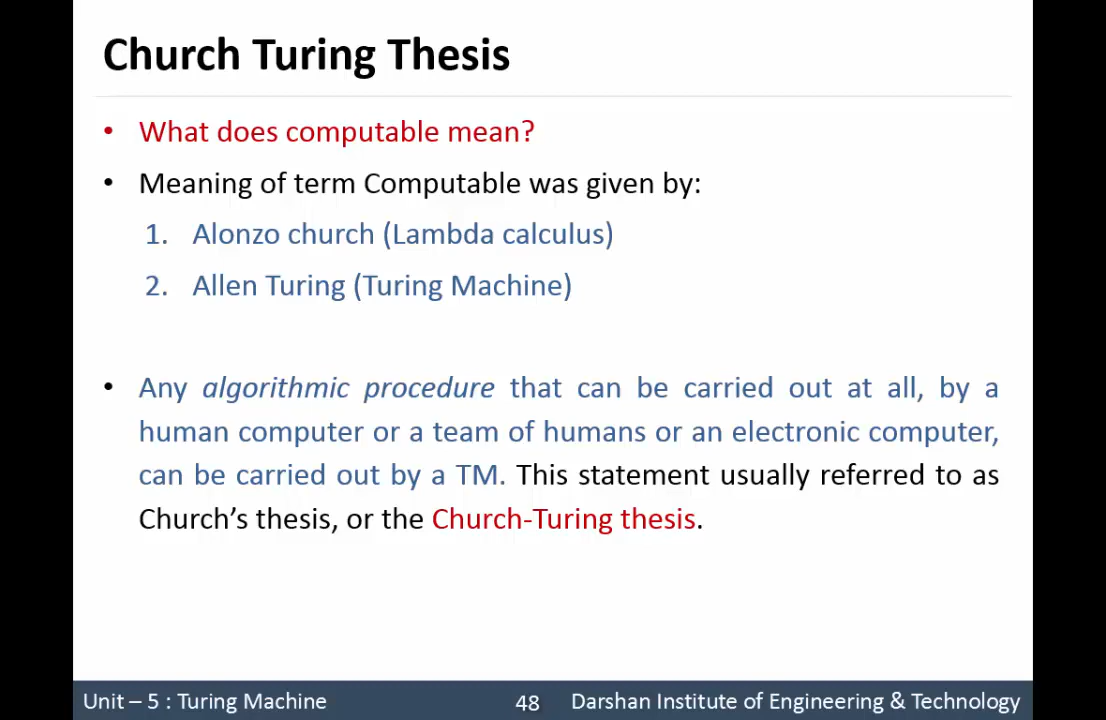 Church Turing Thesis
• What does computable mean?
• Meaning of term Computable was given by:
1. Alonzo church (Lambda calculus)
2. Allen Turing (Turing Machine)
• Any algorithmic procedure that can be carried out at all, by a
human computer or a team of humans or an electronic computer,
can be carried out by a TM. This statement usually referred to as
Church’s thesis, or the Church-Turing thesis.
Unit – 5 : Turing Machine 48 Darshan Institute of Engineering & Technology